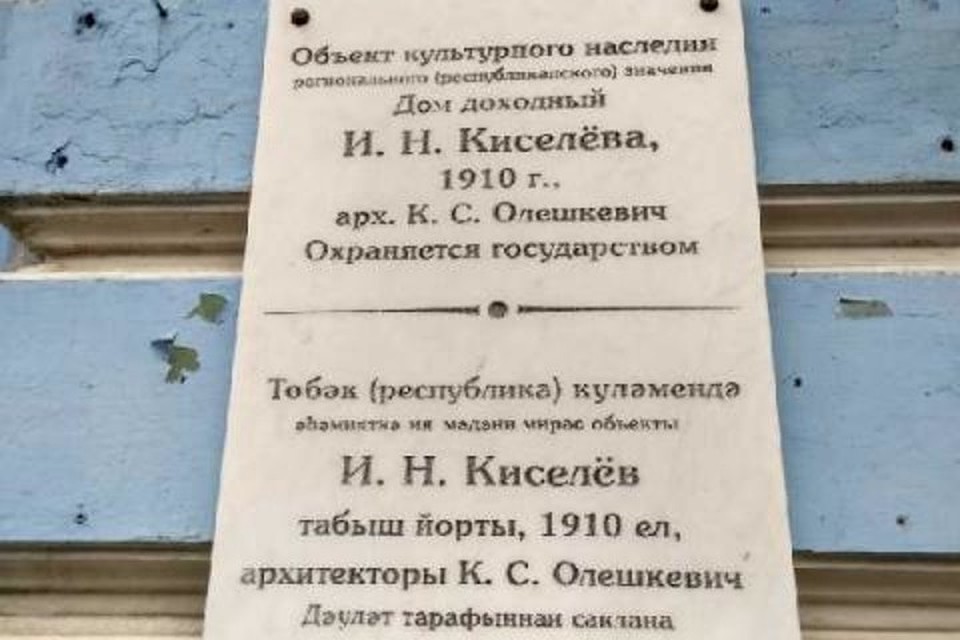 Объект культурного наследия
регионального (республиканского) значения
Дом доходный
И. Н. Киселёва,
1910 г.,
арх. К. С. Олешкевич
Охраняется государством
Төбәк (республика) күләмендә
әһәмияткә ия мәдәни мирас объекты
И. Н. Киселёв
табыш йорты, 1910 ел,
архитекторы К. С. Олешкевич
Дәүләт тарафыннан саклана